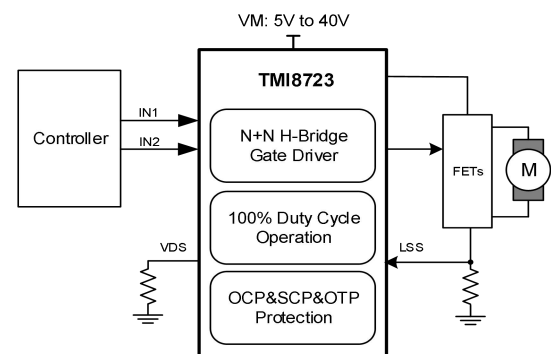 VM: 5V to 40V
TMI8723
Controller
IN1
IN2
N+N H-Bridge
Gate Driver
FETs
M
100% Duty Cycle
Operation
VDS
LSS
OCP&SCP&OTP
Protection